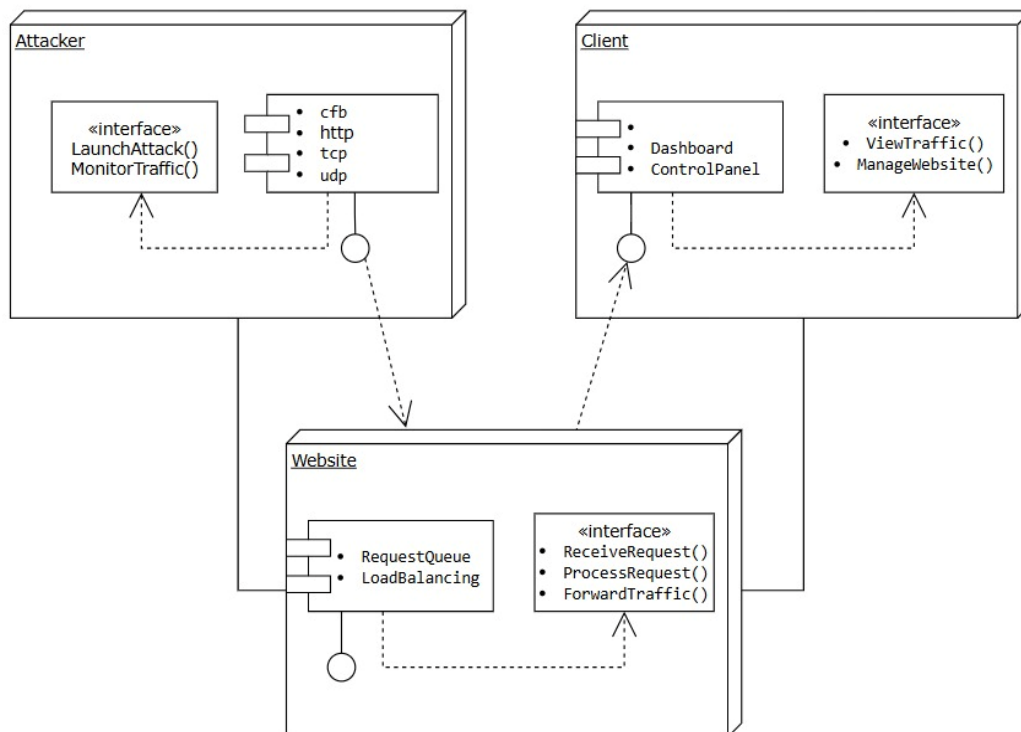 Attacker
«interface»
LaunchAttack()
MonitorTraffic()
• cfb
• http
• tcp
• udp
Client
•
• Dashboard
• ControlPanel
«interface»
• ViewTraffic()
• ManageWebsite()
Website
• RequestQueue
• LoadBalancing
«interface»
• ReceiveRequest()
• ProcessRequest()
• ForwardTraffic()